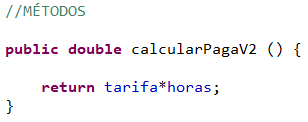 //MÉTODOS
public double calcularPagaV2 () {
return tarifa*horas;
}